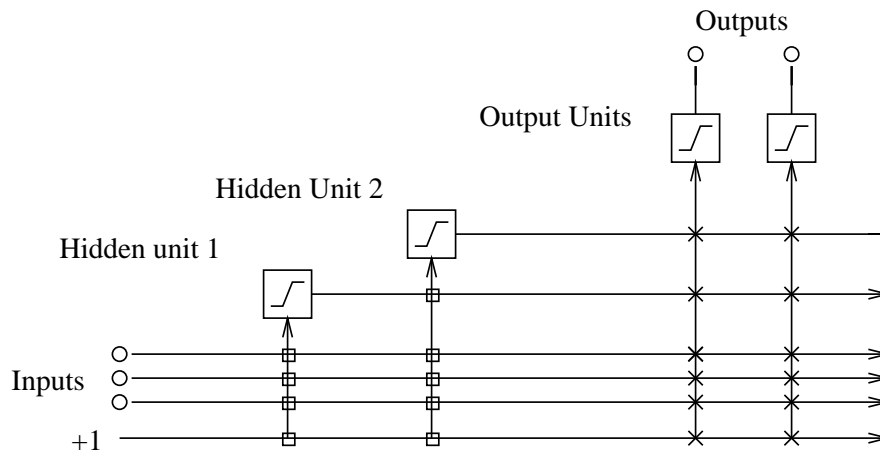 Outputs
Output Units
Hidden Unit 2
Hidden unit 1
Inputs
+1